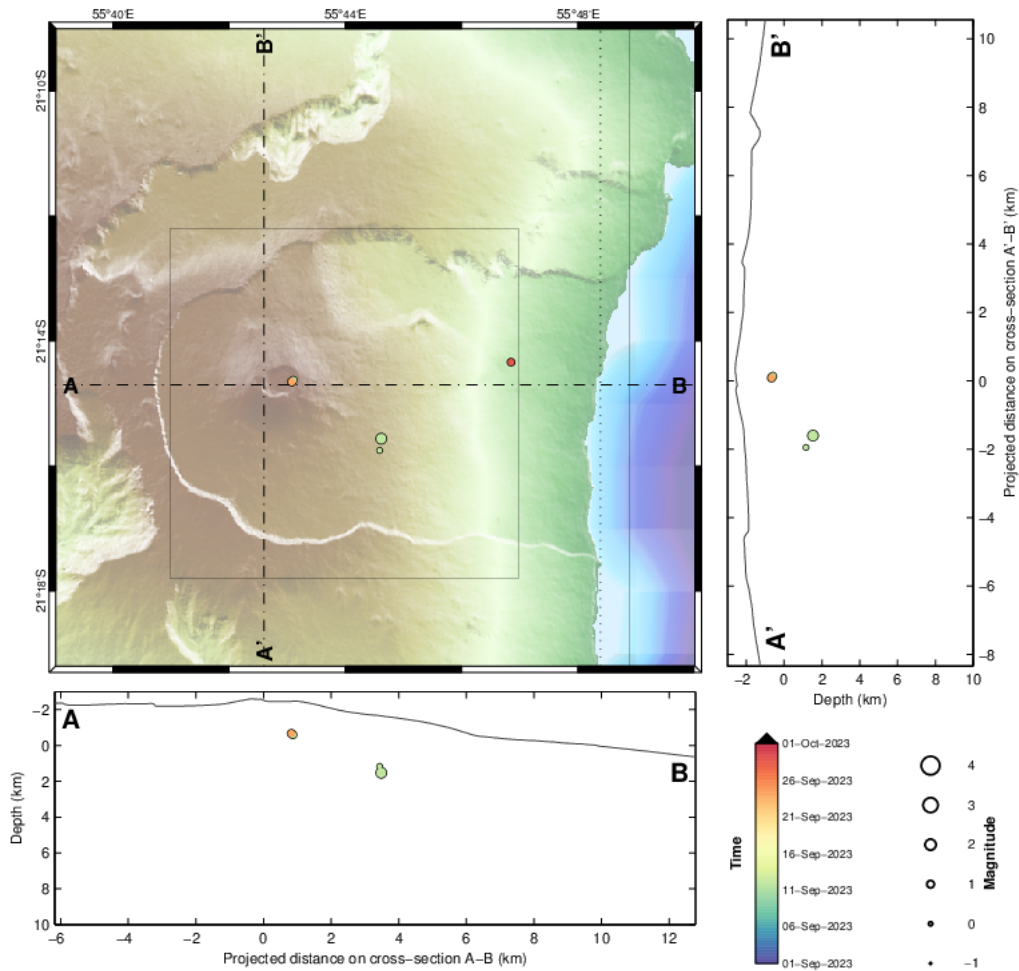 55°40'E
55°44'E
55°48'E
21°10'S
21°14'S
21°18'S
A
B
A'
B'
B'
A'
10
8
6
4
2
0
−2
−4
−6
−8
Projected distance on cross−section A'−B' (km)
−2
0
2
4
6
8
10
Depth (km)
A
B
−2
0
2
4
6
8
10
Depth (km)
−6
−4
−2
0
2
4
6
8
10
12
Projected distance on cross−section A−B (km)
Time
01−Oct−2023
26−Sep−2023
21−Sep−2023
16−Sep−2023
11−Sep−2023
06−Sep−2023
01−Sep−2023
4
3
2
1
0
−1
Magnitude